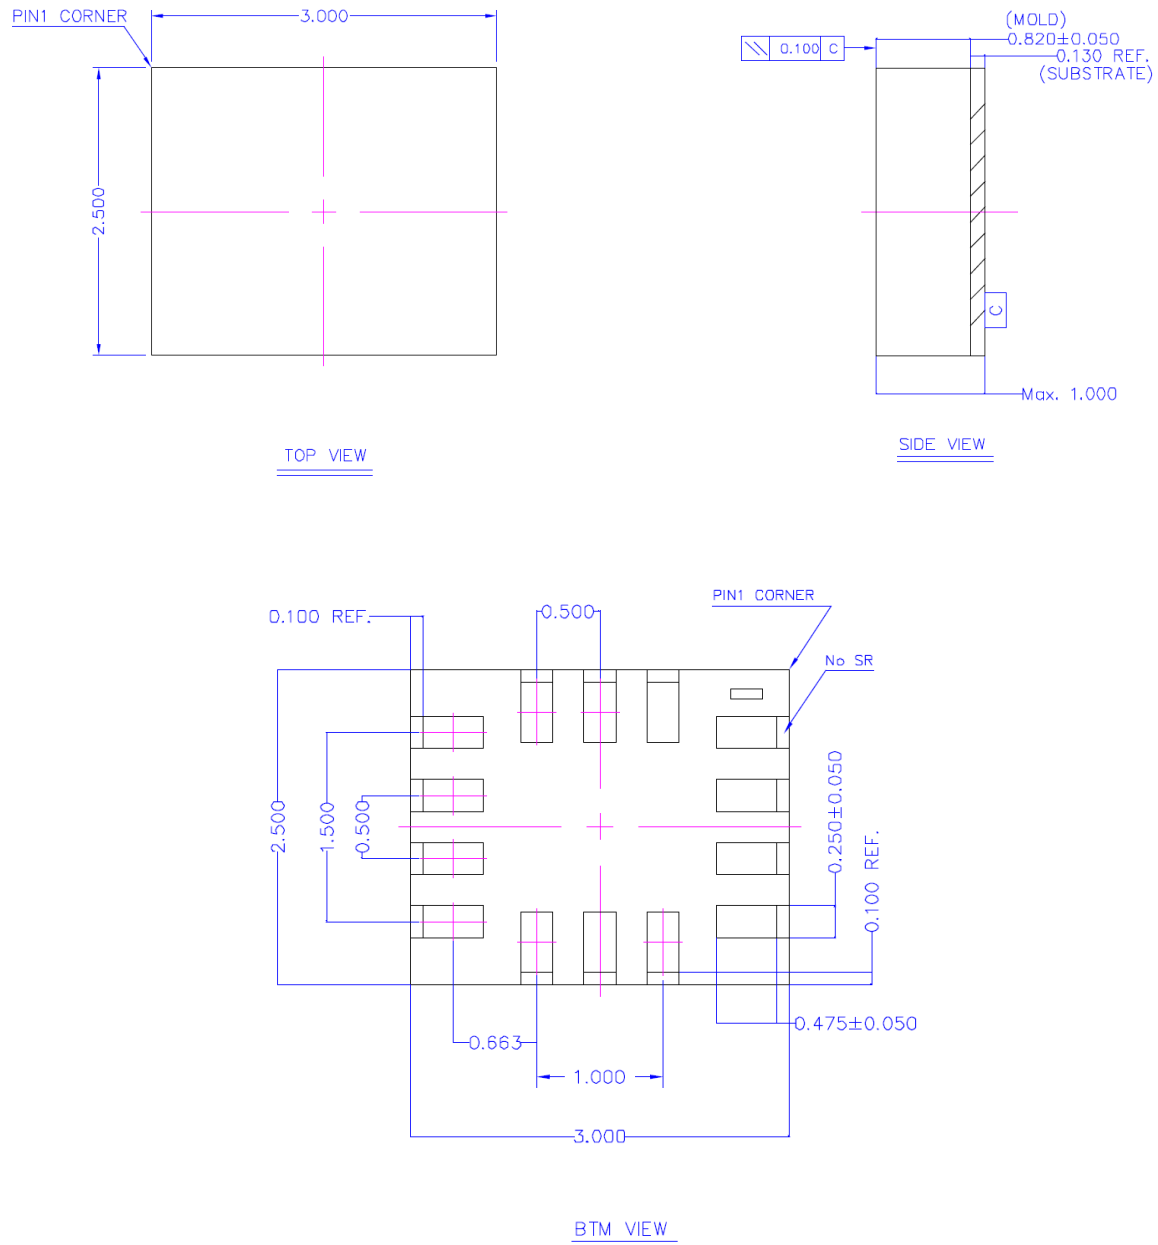 PIN1 CORNER
3.000
2.500
TOP VIEW
(MOLD)
0.820±0.050
0.130 REF.
(SUBSTRATE)
0.100 C
C
Max. 1.000
SIDE VIEW
PIN1 CORNER
0.100 REF.
0.500
No SR
2.500
1.500
0.500
0.250±0.050
0.100 REF.
0.475±0.050
0.663
1.000
3.000
BTM VIEW